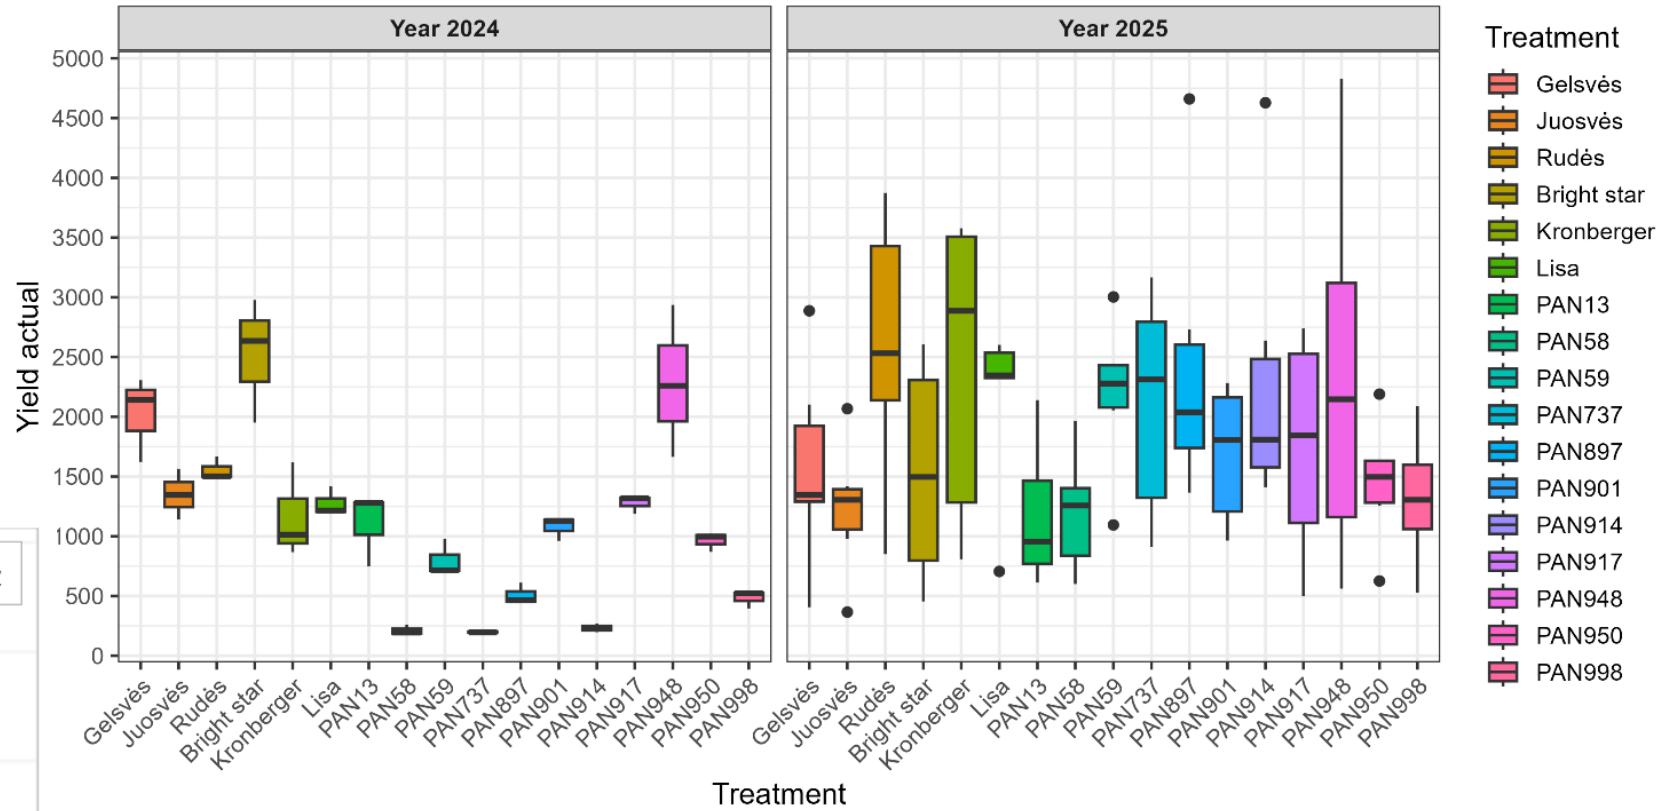 Year 2024
Year 2025
Yield actual
5000
4500
4000
3500
3000
2500
2000
1500
1000
500
0
Gelsvės
Juosvės
Rudės
Bright star
Kronberger
Lisa
PAN13
PAN58
PAN59
PAN737
PAN897
PAN901
PAN914
PAN917
PAN948
PAN950
PAN998
Gelsvės
Juosvės
Rudės
Bright star
Kronberger
Lisa
PAN13
PAN58
PAN59
PAN737
PAN897
PAN901
PAN914
PAN917
PAN948
PAN950
PAN998
Treatment
Treatment
Gelsvės
Juosvės
Rudės
Bright star
Kronberger
Lisa
PAN13
PAN58
PAN59
PAN737
PAN897
PAN901
PAN914
PAN917
PAN948
PAN950
PAN998